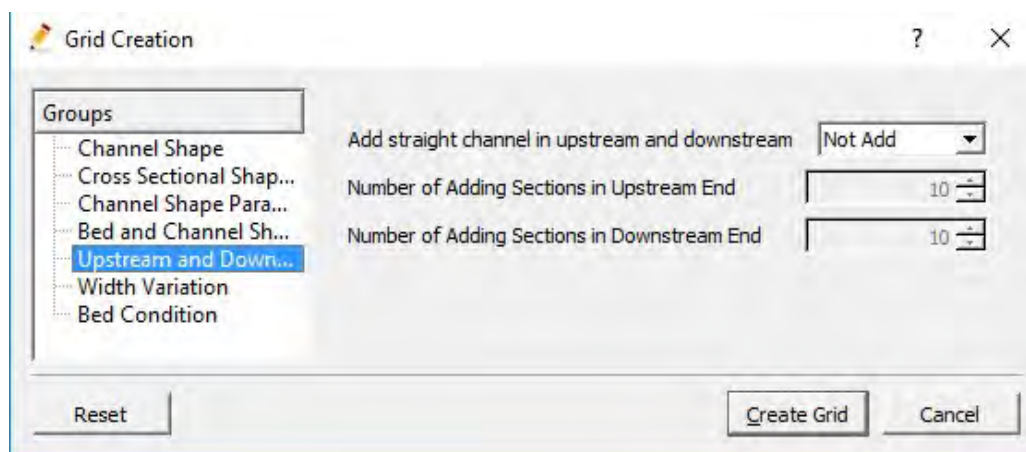 Grid Creation
?
Groups
Channel Shape
Cross Sectional Shap...
Channel Shape Para...
Bed and Channel Sh...
Upstream and Down...
Width Variation
Bed Condition
Add straight channel in upstream and downstream Not Add
Number of Adding Sections in Upstream End 10
Number of Adding Sections in Downstream End 10
Reset
Create Grid
Cancel